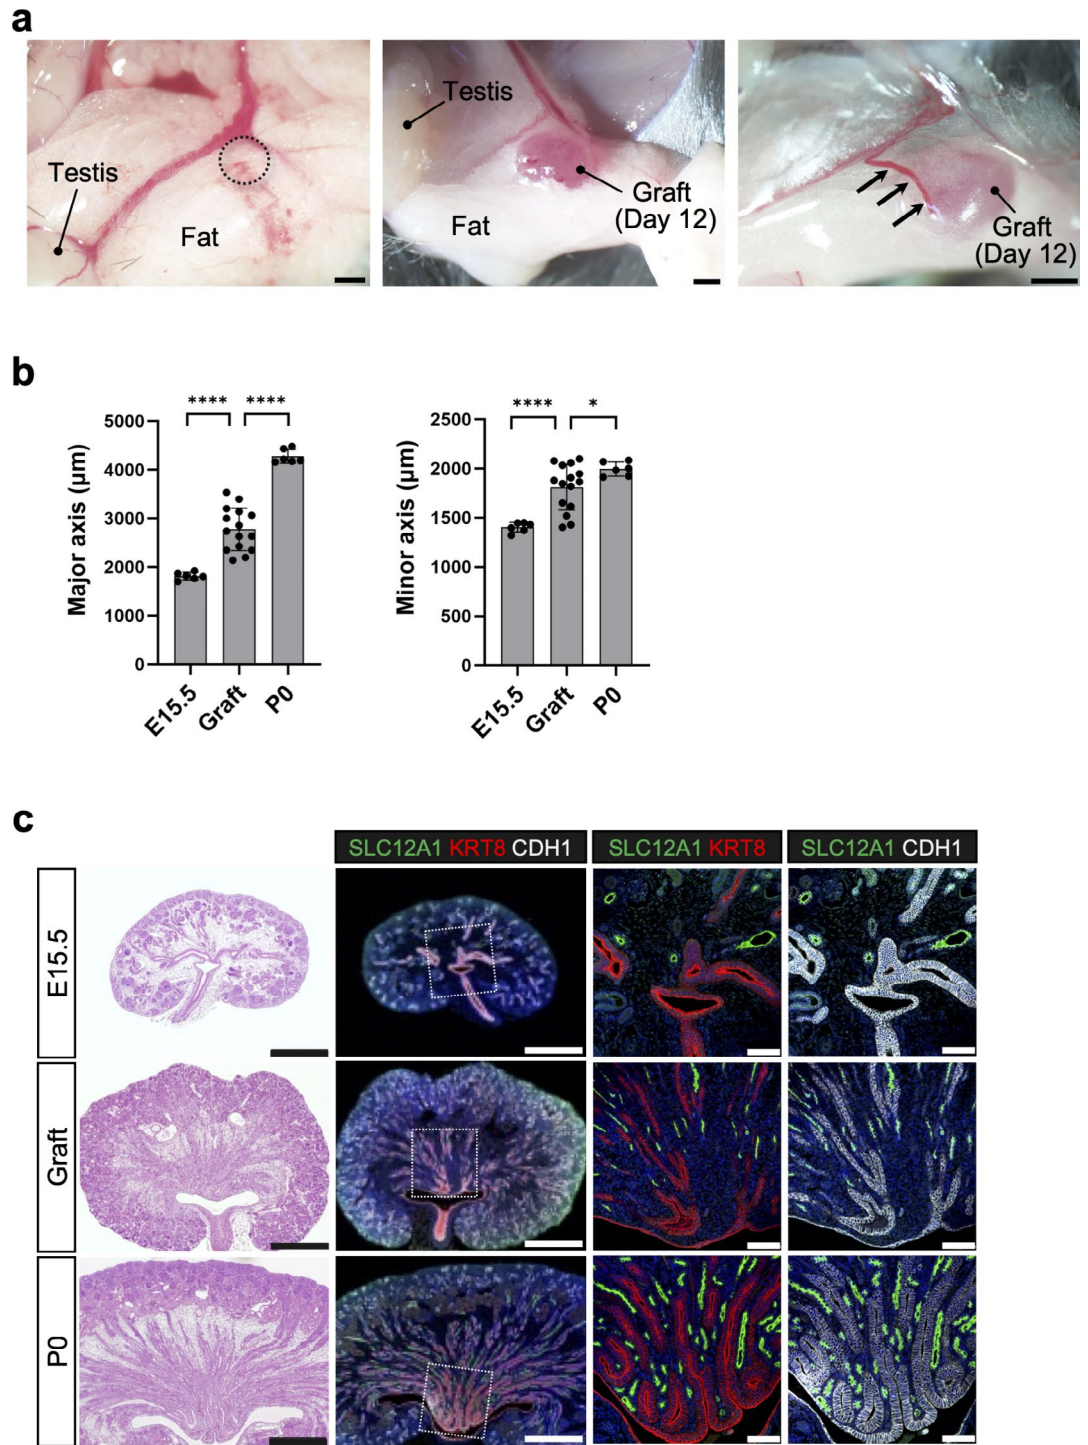 a
Testis
Fat
Testis
Graft
(Day 12)
Fat
Graft
(Day 12)
b
**** ****
Major axis (µm)
5000
4000
3000
2000
1000
0
E15.5
Graft
P0
**** *
Minor axis (µm)
2500
2000
1500
1000
500
0
E15.5
Graft
P0
c
SLC12A1 KRT8 CDH1
SLC12A1 KRT8
SLC12A1 CDH1
E15.5
Graft
P0